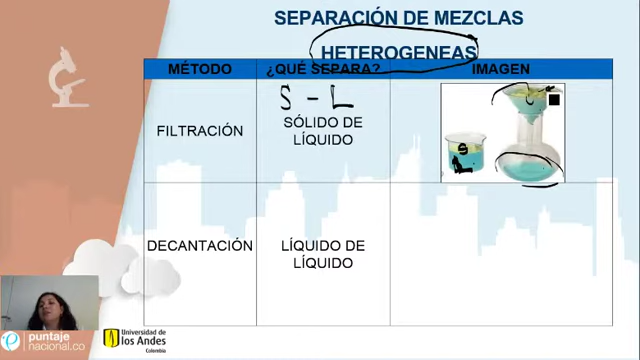 SEPARACIÓN DE MEZCLAS
HETEROGENEAS
MÉTODO
¿QUÉ SEPARA?
IMAGEN
FILTRACIÓN
S - L
SÓLIDO DE
LÍQUIDO
S
L
DECANTACIÓN
LÍQUIDO DE
LÍQUIDO
puntaje
nacional.co
Universidad de
los Andes
Colombia